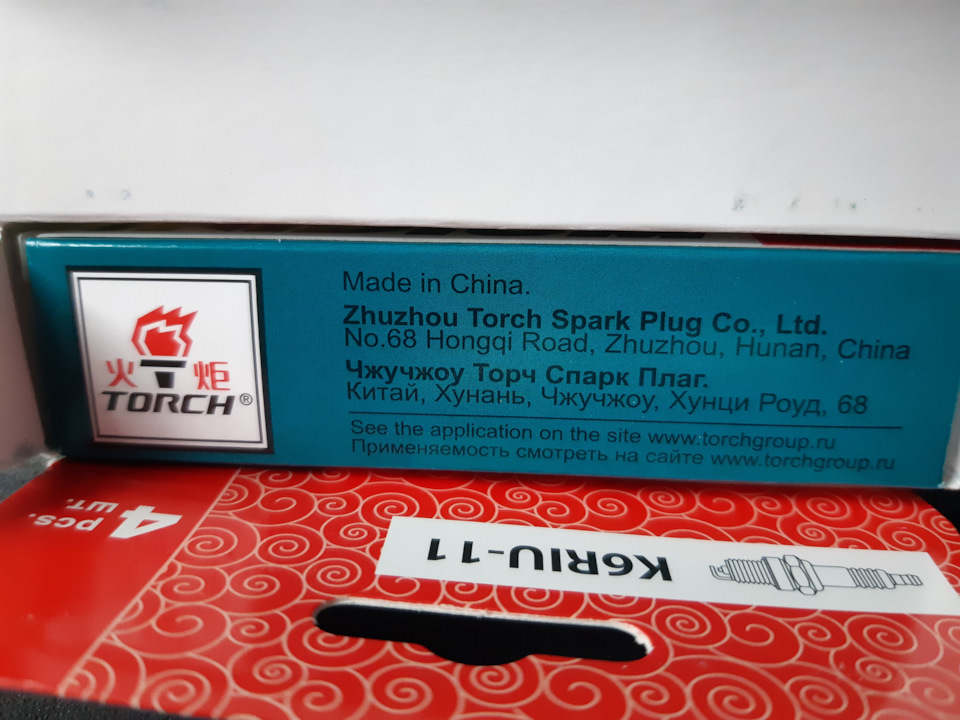 火 炬
TORCH®
Made in China.
Zhuzhou Torch Spark Plug Co., Ltd.
No.68 Hongqi Road, Zhuzhou, Hunan, China
Чжучжоу Торч Спарк Плаг.
Китай, Хунань, Чжучжоу, Хунци Роуд, 68
See the application on the site www.torchgroup.ru
Применяемость смотреть на сайте www.torchgroup.ru
4 pcs.
шт.
K6RIU-11